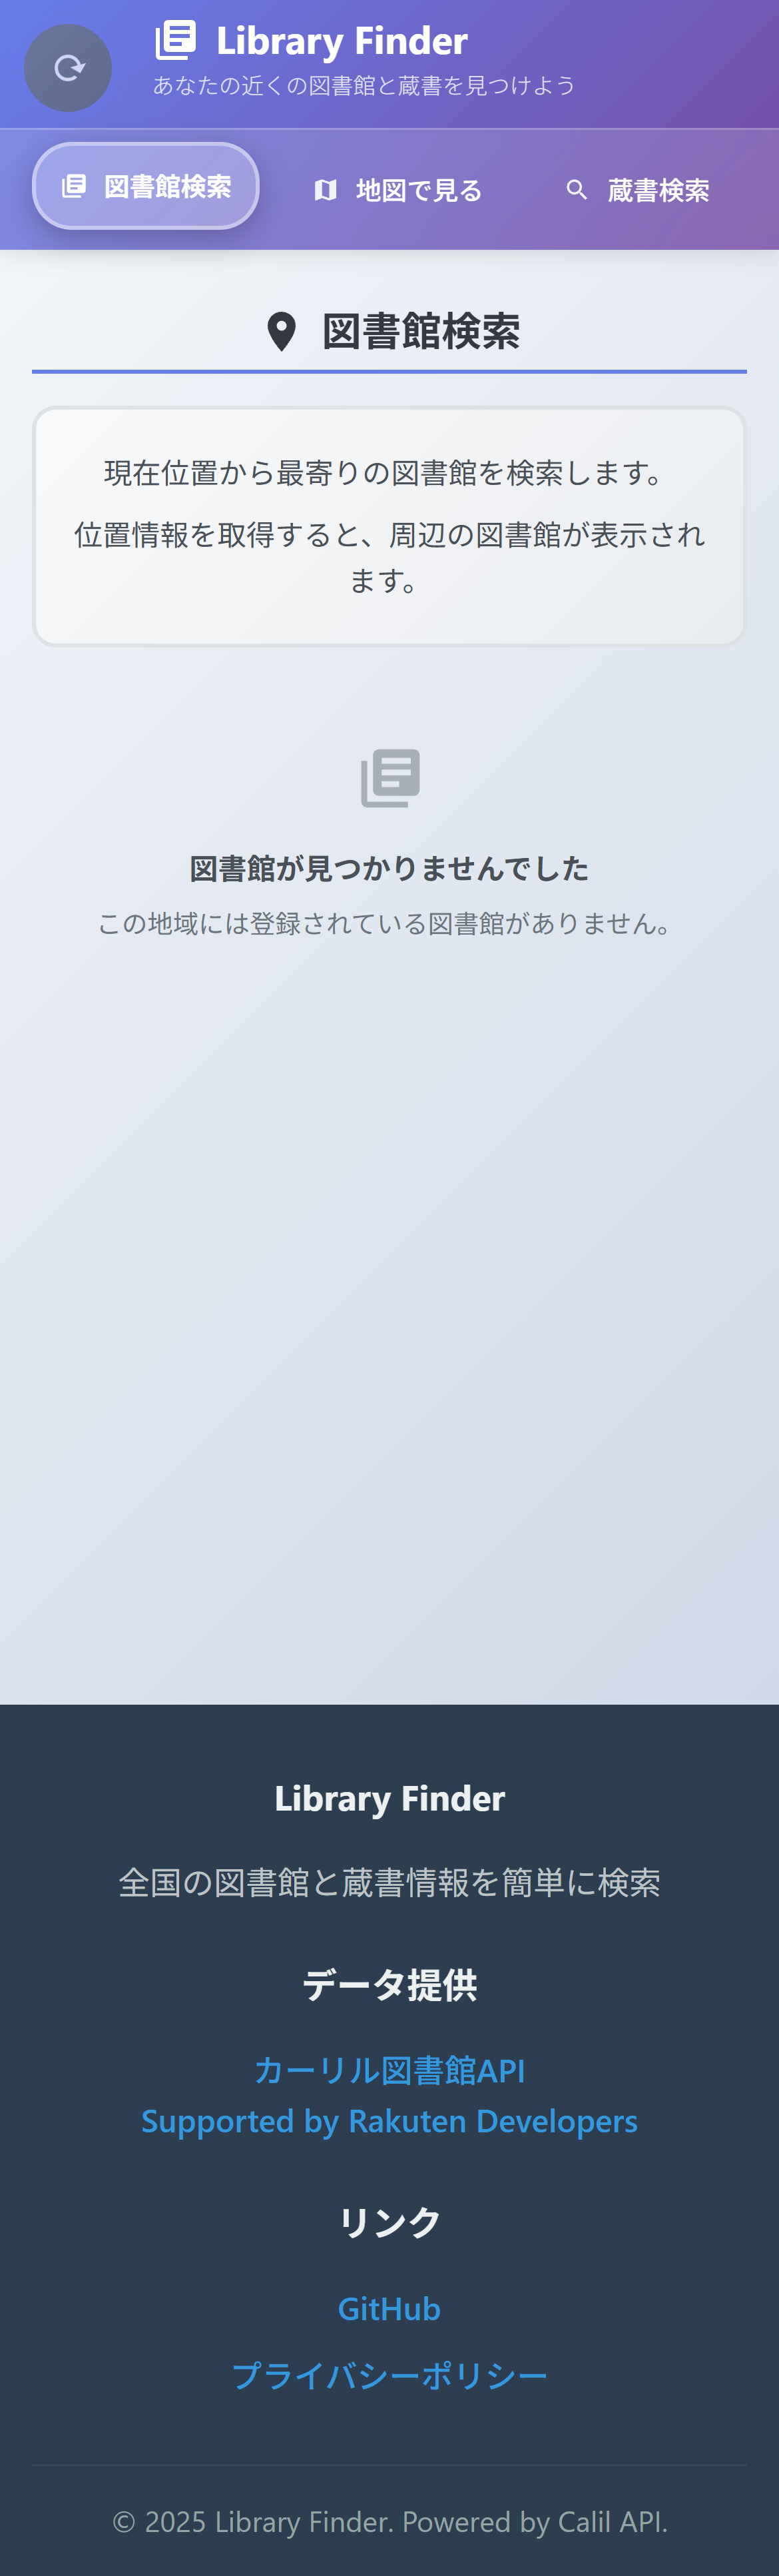 Library Finder
あなたの近くの図書館と蔵書を見つけよう
図書館検索
地図で見る
蔵書検索
図書館検索
現在位置から最寄りの図書館を検索します。
位置情報を取得すると、周辺の図書館が表示され
ます。
図書館が見つかりませんでした
この地域には登録されている図書館がありません。
Library Finder
全国の図書館と蔵書情報を簡単に検索
データ提供
カーリル図書館API
Supported by Rakuten Developers
リンク
GitHub
プライバシーポリシー
© 2025 Library Finder. Powered by Calil API.